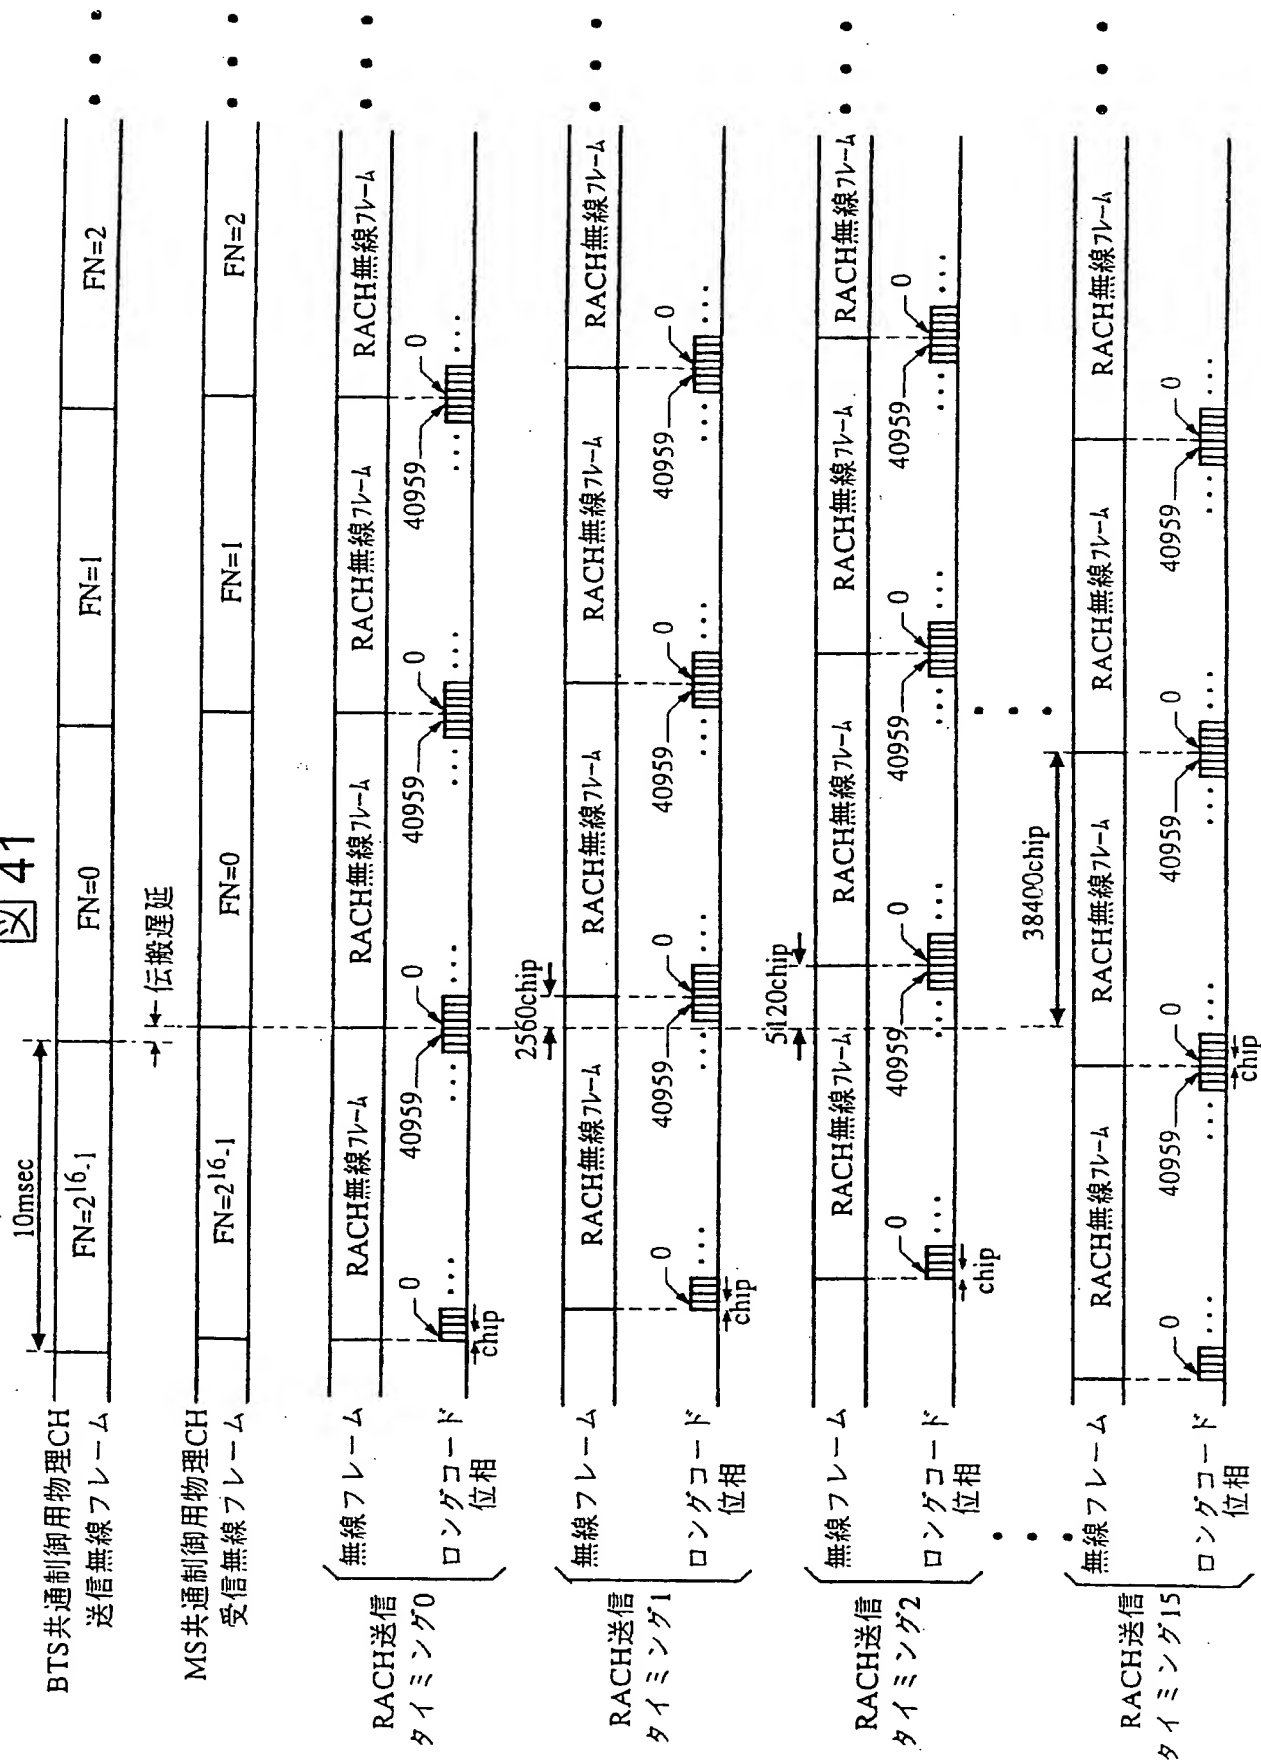 図41
10msec
BTS共通制御用物理CH
送信無線フレーム
FN=2^16-1
FN=0
FN=1
FN=2
伝搬遅延
MS共通制御用物理CH
受信無線フレーム
FN=2^16-1
FN=0
FN=1
FN=2
RACH送信
タイミング0
無線フレーム
RACH無線フレーム
RACH無線フレーム
RACH無線フレーム
RACH無線フレーム
ロングコード
位相
0
40959
0
40959
0
40959
0
chip
2560chip
RACH送信
タイミング1
無線フレーム
RACH無線フレーム
RACH無線フレーム
RACH無線フレーム
RACH無線フレーム
ロングコード
位相
0
40959
0
40959
0
40959
0
chip
5120chip
RACH送信
タイミング2
無線フレーム
RACH無線フレーム
RACH無線フレーム
RACH無線フレーム
RACH無線フレーム
ロングコード
位相
0
40959
0
40959
0
40959
0
chip
38400chip
RACH送信
タイミング15
無線フレーム
RACH無線フレーム
RACH無線フレーム
RACH無線フレーム
RACH無線フレーム
ロングコード
位相
0
40959
0
40959
0
40959
0
chip